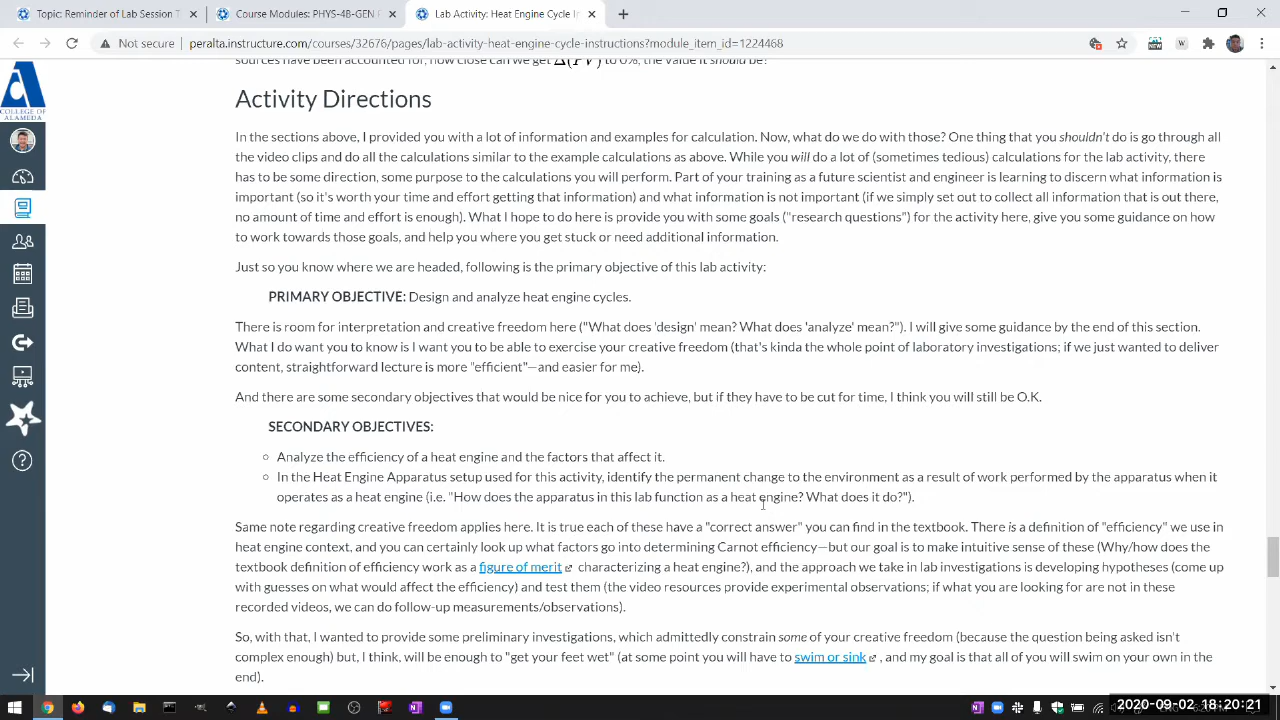 Topic: Reminder of Lab Session T
Course Modules: PHYS-4B-GEN P
Lab Activity: Heat Engine Cycle I
Not secure
peralta.instructure.com/courses/32676/pages/lab-activity-heat-engine-cycle-instructions?module_item_id=1224468
COLLEGE OF
ALAMEDA
sources have been accounted for, how close can we get Δ(PV) to 0%, the value it should be?
Activity Directions
In the sections above, I provided you with a lot of information and examples for calculation. Now, what do we do with those? One thing that you shouldn't do is go through all
the video clips and do all the calculations similar to the example calculations as above. While you will do a lot of (sometimes tedious) calculations for the lab activity, there
has to be some direction, some purpose to the calculations you will perform. Part of your training as a future scientist and engineer is learning to discern what information is
important (so it's worth your time and effort getting that information) and what information is not important (if we simply set out to collect all information that is out there,
no amount of time and effort is enough). What I hope to do here is provide you with some goals ("research questions") for the activity here, give you some guidance on how
to work towards those goals, and help you where you get stuck or need additional information.
Just so you know where we are headed, following is the primary objective of this lab activity:
PRIMARY OBJECTIVE: Design and analyze heat engine cycles.
There is room for interpretation and creative freedom here ("What does 'design' mean? What does 'analyze' mean?"). I will give some guidance by the end of this section.
What I do want you to know is I want you to be able to exercise your creative freedom (that's kinda the whole point of laboratory investigations; if we just wanted to deliver
content, straightforward lecture is more "efficient"—and easier for me).
And there are some secondary objectives that would be nice for you to achieve, but if they have to be cut for time, I think you will still be O.K.
SECONDARY OBJECTIVES:
Analyze the efficiency of a heat engine and the factors that affect it.
In the Heat Engine Apparatus setup used for this activity, identify the permanent change to the environment as a result of work performed by the apparatus when it
operates as a heat engine (i.e. "How does the apparatus in this lab function as a heat engine? What does it do?").
Same note regarding creative freedom applies here. It is true each of these have a "correct answer" you can find in the textbook. There is a definition of "efficiency" we use in
heat engine context, and you can certainly look up what factors go into determining Carnot efficiency—but our goal is to make intuitive sense of these (Why/how does the
textbook definition of efficiency work as a figure of merit characterizing a heat engine?), and the approach we take in lab investigations is developing hypotheses (come up
with guesses on what would affect the efficiency) and test them (the video resources provide experimental observations; if what you are looking for are not in these
recorded videos, we can do follow-up measurements/observations).
So, with that, I wanted to provide some preliminary investigations, which admittedly constrain some of your creative freedom (because the question being asked isn't
complex enough) but, I think, will be enough to "get your feet wet" (at some point you will have to swim or sink , and my goal is that all of you will swim on your own in the
end).
2020-09-02 18:20:21